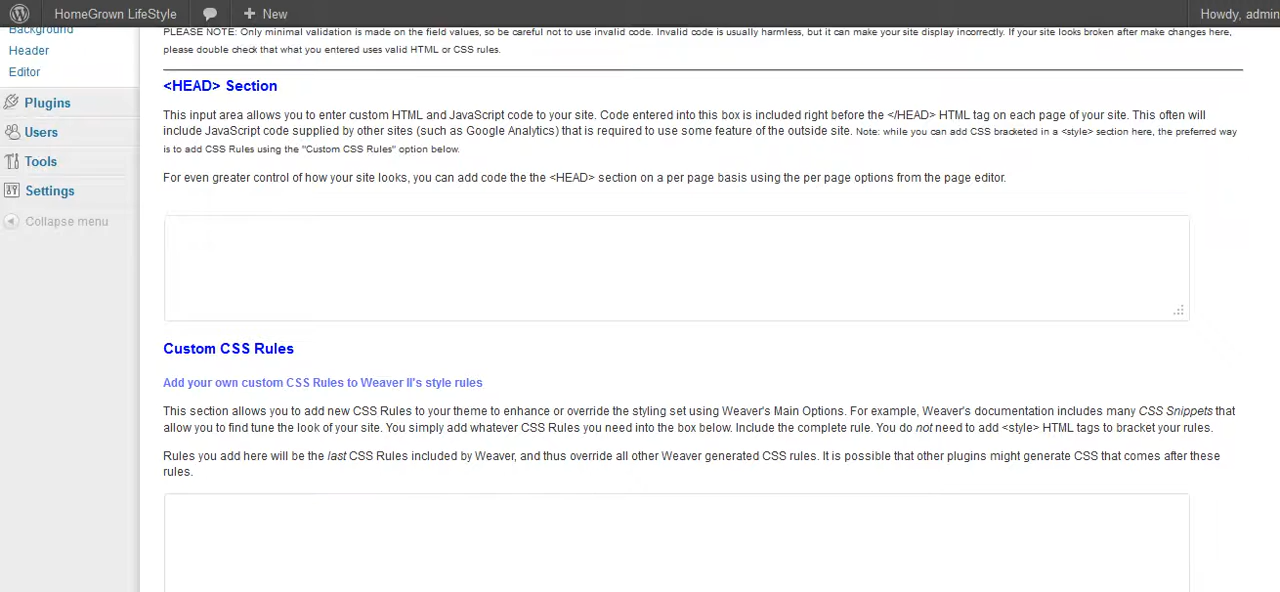 HomeGrown LifeStyle New Howdy, admin
Background
Header
Editor
Plugins
Users
Tools
Settings
Collapse menu
PLEASE NOTE: Only minimal validation is made on the field values, so be careful not to use invalid code. Invalid code is usually harmless, but it can make your site display incorrectly. If your site looks broken after make changes here,
please double check that what you entered uses valid HTML or CSS rules.
<HEAD> Section
This input area allows you to enter custom HTML and JavaScript code to your site. Code entered into this box is included right before the </HEAD> HTML tag on each page of your site. This often will
include JavaScript code supplied by other sites (such as Google Analytics) that is required to use some feature of the outside site. Note: while you can add CSS bracketed in a <style> section here, the preferred way
is to add CSS Rules using the "Custom CSS Rules" option below.
For even greater control of how your site looks, you can add code the the <HEAD> section on a per page basis using the per page options from the page editor.
Custom CSS Rules
Add your own custom CSS Rules to Weaver II's style rules
This section allows you to add new CSS Rules to your theme to enhance or override the styling set using Weaver's Main Options. For example, Weaver's documentation includes many CSS Snippets that
allow you to find tune the look of your site. You simply add whatever CSS Rules you need into the box below. Include the complete rule. You do not need to add <style> HTML tags to bracket your rules.
Rules you add here will be the last CSS Rules included by Weaver, and thus override all other Weaver generated CSS rules. It is possible that other plugins might generate CSS that comes after these
rules.